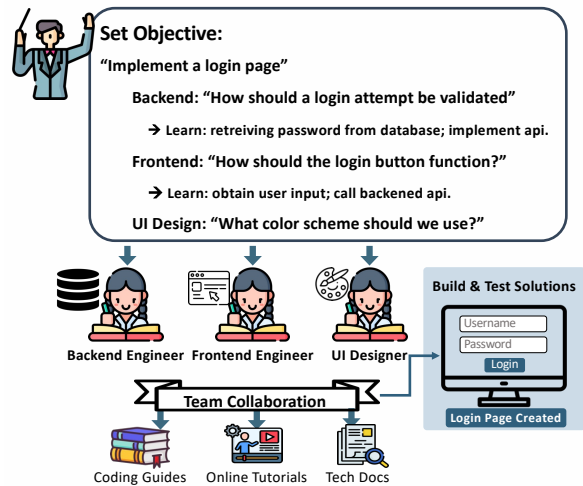 Set Objective:
“Implement a login page”
Backend: “How should a login attempt be validated”
➔ Learn: retreiving password from database; implement api.
Frontend: “How should the login button function?”
➔ Learn: obtain user input; call backened api.
UI Design: “What color scheme should we use?”
Backend Engineer
Frontend Engineer
UI Designer
Build & Test Solutions
Username
Password
Login
Login Page Created
Team Collaboration
Coding Guides
Online Tutorials
Tech Docs